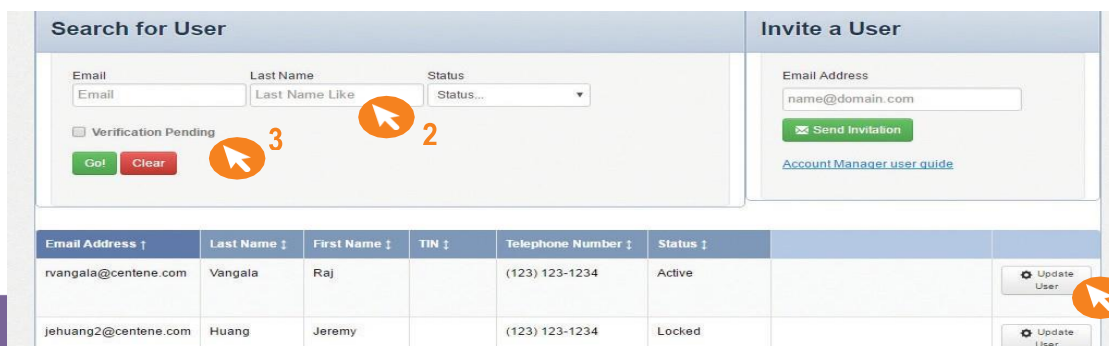 Search for User
Invite a User
Email
Last Name
Status
Email
Last Name Like
Status...
Verification Pending
Go!
Clear
2
3
Email Address
name@domain.com
Send Invitation
Account Manager user guide
Email Address ↑ Last Name ↕ First Name ↕ TIN ↕ Telephone Number ↕ Status ↕
rvangala@centene.com Vangala Raj (123) 123-1234 Active Update
User
jehuang2@centene.com Huang Jeremy (123) 123-1234 Locked Update
User